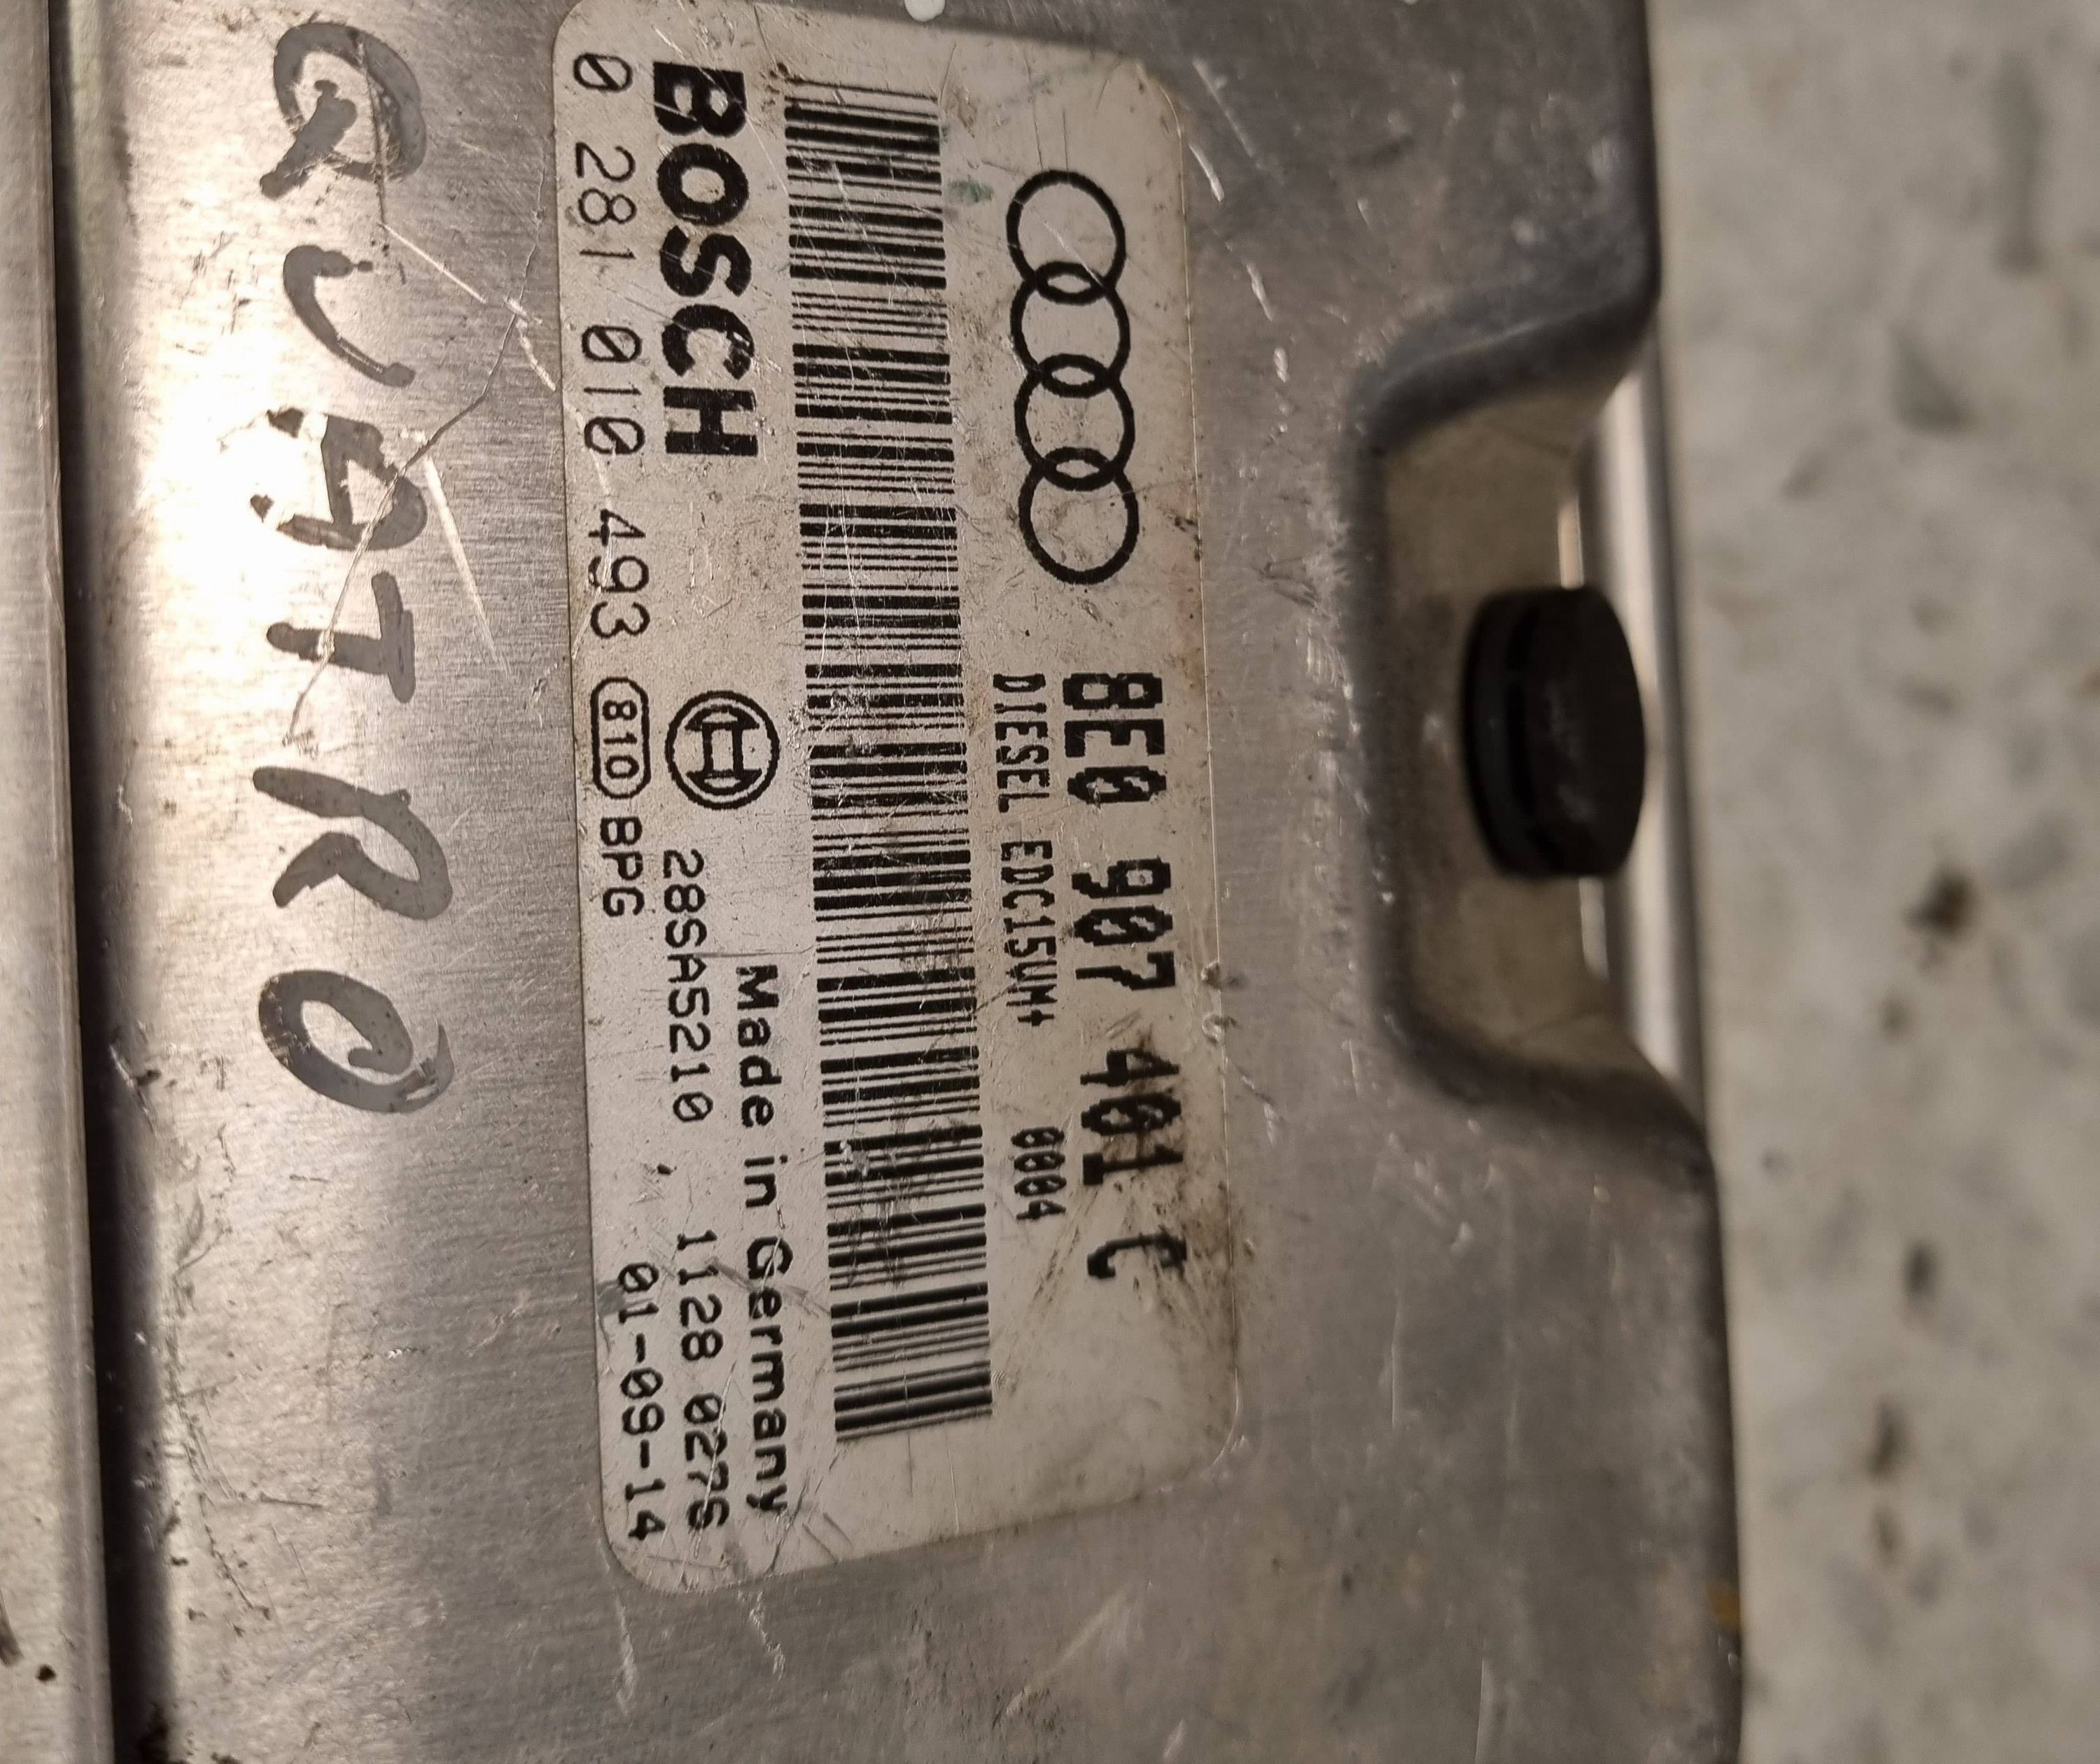 8E0 907 401 C
DIESEL EDC15VM+ 0004
Made in Germany
BOSCH 28SA5210 1128 0276
0 281 010 493 810 BPG 01-09-14
QUATRO